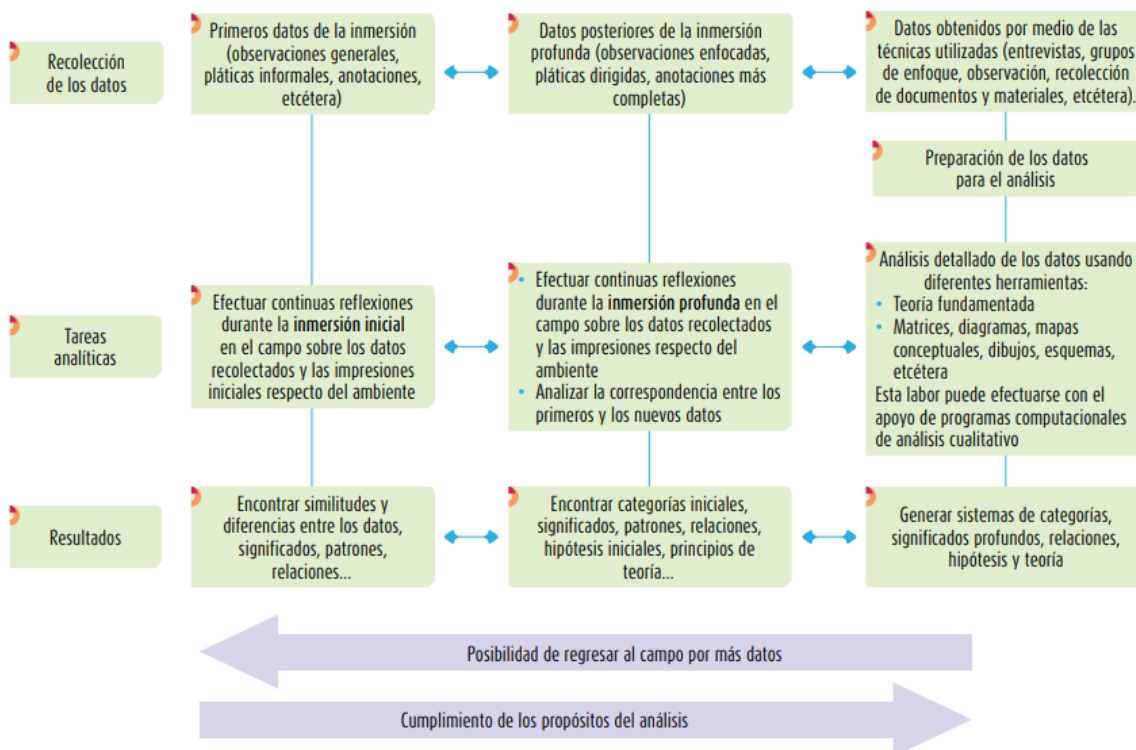 Recolección
de los datos
Primeros datos de la inmersión
(observaciones generales,
pláticas informales, anotaciones,
etcétera)
Datos posteriores de la inmersión
profunda (observaciones enfocadas,
pláticas dirigidas, anotaciones más
completas)
Datos obtenidos por medio de las
técnicas utilizadas (entrevistas, grupos
de enfoque, observación, recolección
de documentos y materiales, etcétera).
Preparación de los datos
para el análisis
Tareas
analíticas
Efectuar continuas reflexiones
durante la inmersión inicial
en el campo sobre los datos
recolectados y las impresiones
iniciales respecto del ambiente
• Efectuar continuas reflexiones
durante la inmersión profunda en el
campo sobre los datos recolectados
y las impresiones respecto del
ambiente
• Analizar la correspondencia entre los
primeros y los nuevos datos
Análisis detallado de los datos usando
diferentes herramientas:
• Teoría fundamentada
• Matrices, diagramas, mapas
conceptuales, dibujos, esquemas,
etcétera
Esta labor puede efectuarse con el
apoyo de programas computacionales
de análisis cualitativo
Resultados
Encontrar similitudes y
diferencias entre los datos,
significados, patrones,
relaciones...
Encontrar categorías iniciales,
significados, patrones, relaciones,
hipótesis iniciales, principios de
teoría...
Generar sistemas de categorías,
significados profundos, relaciones,
hipótesis y teoría
Posibilidad de regresar al campo por más datos
Cumplimiento de los propósitos del análisis